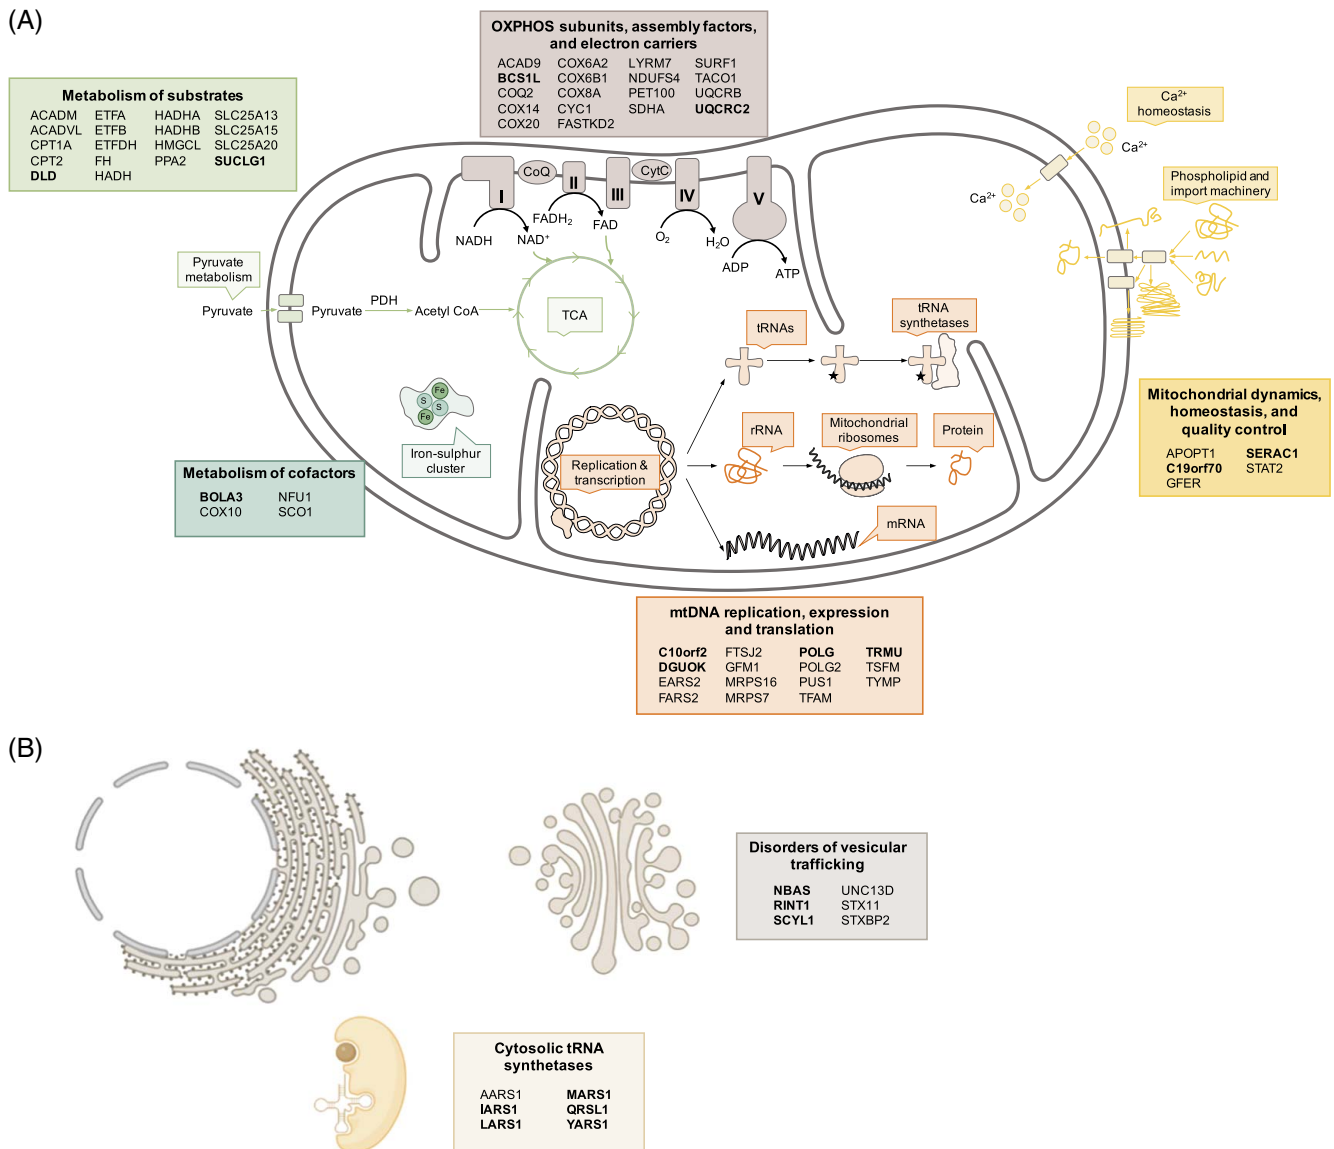 (A)
OXPHOS subunits, assembly factors,
and electron carriers
ACAD9 COX6A2 LYRM7 SURF1
BCS1L COX6B1 NDUFS4 TACO1
COQ2 COX8A PET100 UQCRB
COX14 CYC1 SDHA UQCRC2
COX20 FASTKD2
Metabolism of substrates
ACADM ETFA HADHA SLC25A13
ACADVL ETFB HADHB SLC25A15
CPT1A ETFDH HMGCL SLC25A20
CPT2 FH PPA2 SUCLG1
DLD HADH
Ca²⁺
homeostasis
Ca²⁺
Ca²⁺
Phospholipid and
import machinery
I
CoQ
II
III
CytC
IV
V
NADH
NAD⁺
FADH₂
FAD
O₂
H₂O
ADP
ATP
Pyruvate
metabolism
Pyruvate
Pyruvate
PDH
Acetyl CoA
TCA
tRNAs
tRNA
synthetases
Fe
S
S
Fe
Iron-sulphur
cluster
Replication &
transcription
rRNA
Mitochondrial
ribosomes
Protein
mRNA
Metabolism of cofactors
BOLA3 NFU1
COX10 SCO1
Mitochondrial dynamics,
homeostasis, and
quality control
APOPT1 SERAC1
C19orf70 STAT2
GFER
mtDNA replication, expression
and translation
C10orf2 FTSJ2 POLG TRMU
DGUOK GFM1 POLG2 TSFM
EARS2 MRPS16 PUS1 TYMP
FARS2 MRPS7 TFAM
(B)
Disorders of vesicular
trafficking
NBAS UNC13D
RINT1 STX11
SCYL1 STXBP2
Cytosolic tRNA
synthetases
AARS1 MARS1
IARS1 QRSL1
LARS1 YARS1